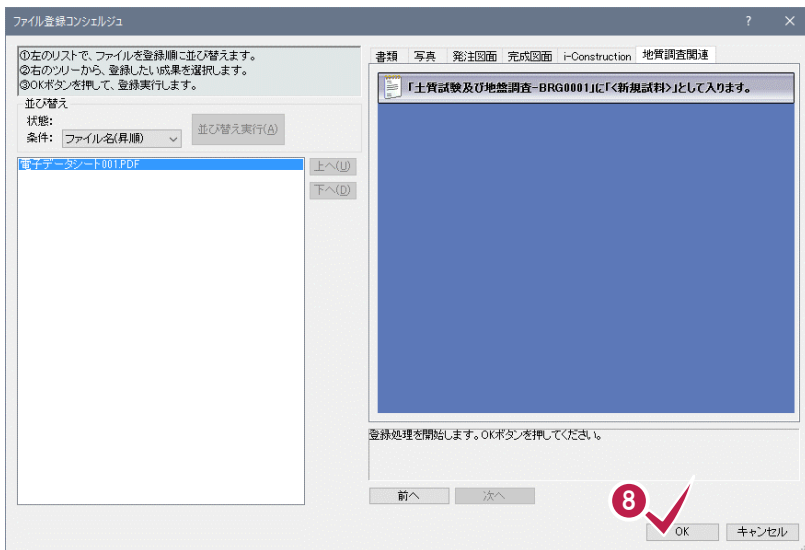 ファイル登録コンシェルジュ
①左のリストで、ファイルを登録順に並び替えます。
②右のツリーから、登録したい成果を選択します。
③OKボタンを押して、登録実行します。
並び替え
状態:
条件: ファイル名(昇順)
並び替え実行(A)
電子データシート001.PDF
上へ(U)
下へ(D)
書類 写真 発注図面 完成図面 i-Construction 地質調査関連
「土質試験及び地盤調査-BRG0001」に「<新規試料>」として入ります。
登録処理を開始します。OKボタンを押してください。
前へ 次へ
8
OK キャンセル